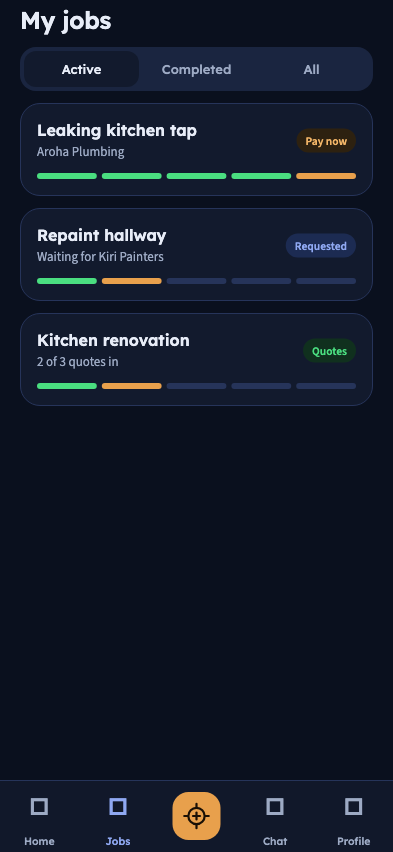 My jobs
Active Completed All
Leaking kitchen tap
Aroha Plumbing
Pay now
Repaint hallway
Waiting for Kiri Painters
Requested
Kitchen renovation
2 of 3 quotes in
Quotes
Home Jobs Chat Profile